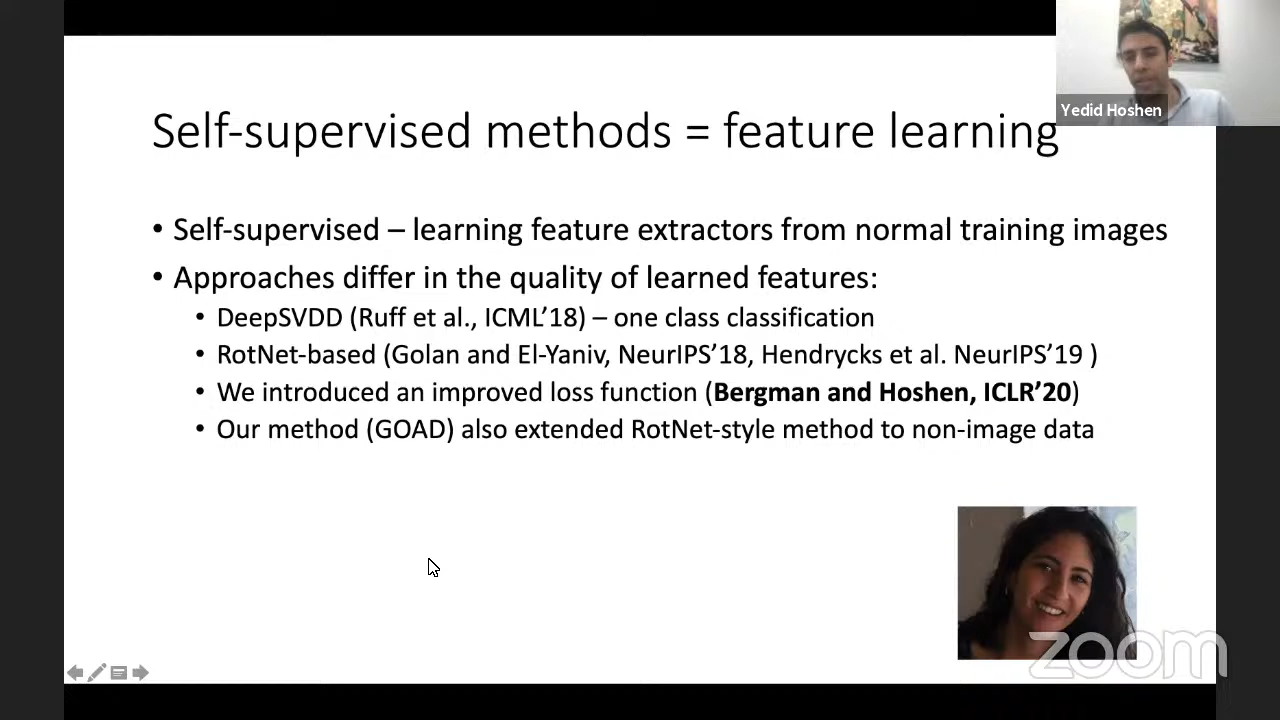 Yedid Hoshen
Self-supervised methods = feature learning
• Self-supervised – learning feature extractors from normal training images
• Approaches differ in the quality of learned features:
• DeepSVDD (Ruff et al., ICML’18) – one class classification
• RotNet-based (Golan and El-Yaniv, NeurIPS’18, Hendrycks et al. NeurIPS’19 )
• We introduced an improved loss function (Bergman and Hoshen, ICLR’20)
• Our method (GOAD) also extended RotNet-style method to non-image data
zoom